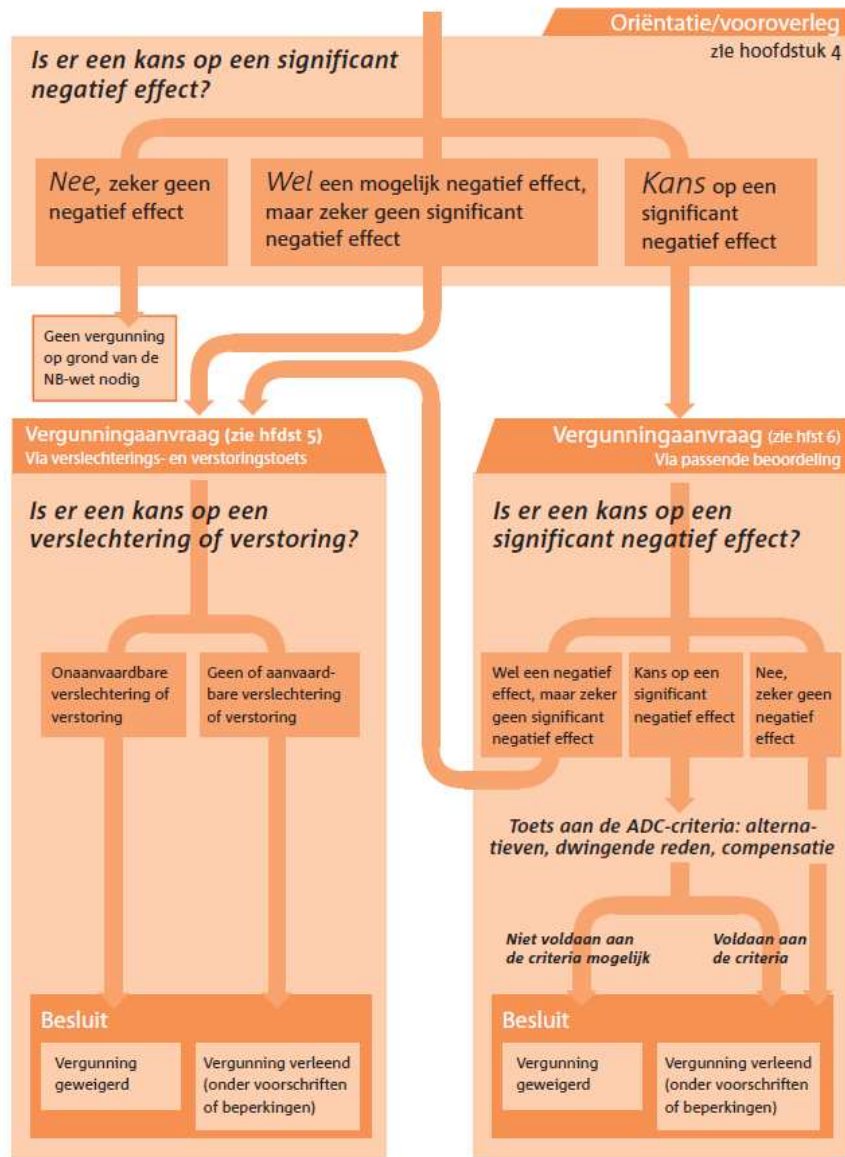 Oriëntatie/vooroverleg
zie hoofdstuk 4
Is er een kans op een significant
negatief effect?
Nee, zeker geen
negatief effect
Wel een mogelijk negatief effect,
maar zeker geen significant
negatief effect
Kans op een
significant
negatief effect
Geen vergunning
op grond van de
NB-wet nodig
Vergunningaanvraag (zie hfdst 5)
Via verslechterings- en verstoringstoets
Is er een kans op een
verslechtering of verstoring?
Onaanvaardbare
verslechtering of
verstoring
Geen of aanvaard-
bare verslechtering
of verstoring
Besluit
Vergunning
geweigerd
Vergunning verleend
(onder voorschriften
of beperkingen)
Vergunningaanvraag (zie hfst 6)
Via passende beoordeling
Is er een kans op een
significant negatief effect?
Wel een negatief
effect, maar zeker
geen significant
negatief effect
Kans op een
significant
negatief effect
Nee,
zeker geen
negatief
effect
Toets aan de ADC-criteria: alterna-
tieven, dwingende reden, compensatie
Niet voldaan aan
de criteria mogelijk
Voldaan aan
de criteria
Besluit
Vergunning
geweigerd
Vergunning verleend
(onder voorschriften
of beperkingen)